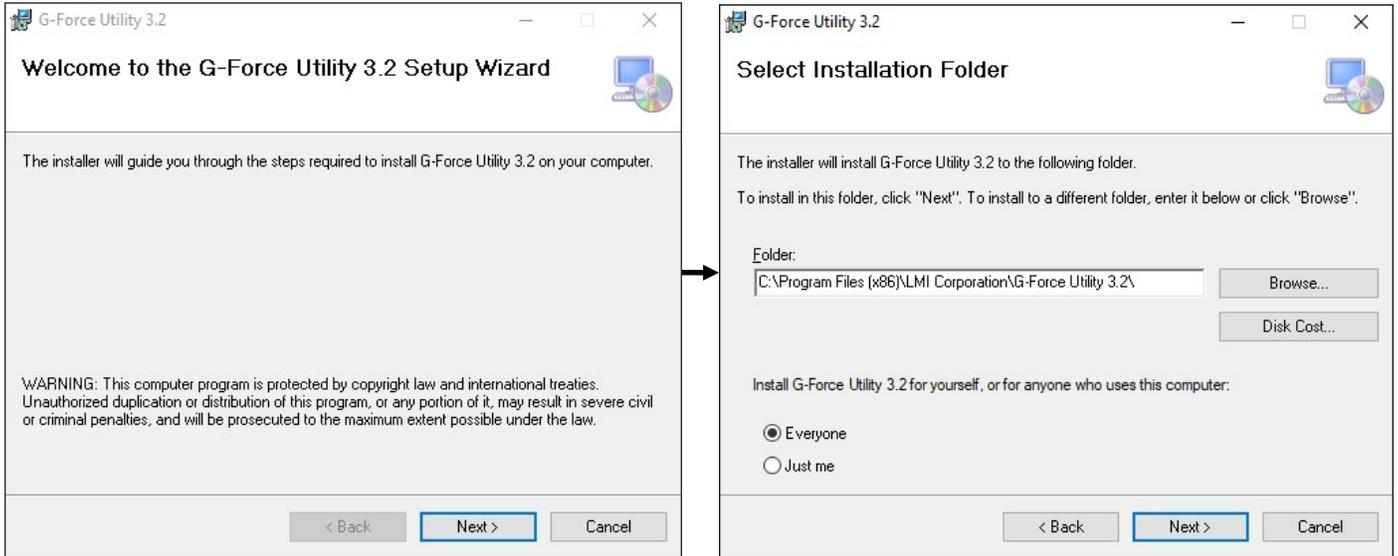 G-Force Utility 3.2
Welcome to the G-Force Utility 3.2 Setup Wizard
The installer will guide you through the steps required to install G-Force Utility 3.2 on your computer.
WARNING: This computer program is protected by copyright law and international treaties.
Unauthorized duplication or distribution of this program, or any portion of it, may result in severe civil
or criminal penalties, and will be prosecuted to the maximum extent possible under the law.
< Back
Next >
Cancel
G-Force Utility 3.2
Select Installation Folder
The installer will install G-Force Utility 3.2 to the following folder.
To install in this folder, click "Next". To install to a different folder, enter it below or click "Browse".
Folder:
C:\Program Files (x86)\LMI Corporation\G-Force Utility 3.2\
Browse...
Disk Cost...
Install G-Force Utility 3.2 for yourself, or for anyone who uses this computer:
Everyone
Just me
< Back
Next >
Cancel